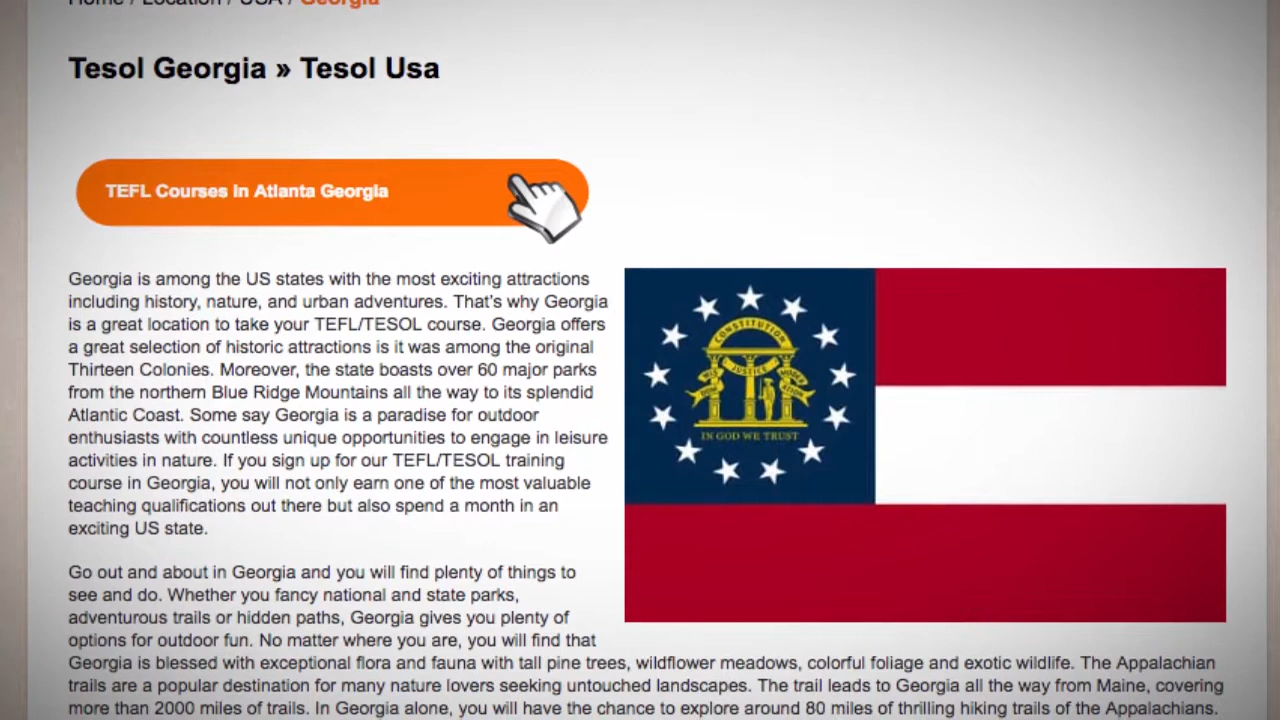 Home / Location / USA / Georgia
Tesol Georgia » Tesol Usa
TEFL Courses In Atlanta Georgia
Georgia is among the US states with the most exciting attractions
including history, nature, and urban adventures. That's why Georgia
is a great location to take your TEFL/TESOL course. Georgia offers
a great selection of historic attractions is it was among the original
Thirteen Colonies. Moreover, the state boasts over 60 major parks
from the northern Blue Ridge Mountains all the way to its splendid
Atlantic Coast. Some say Georgia is a paradise for outdoor
enthusiasts with countless unique opportunities to engage in leisure
activities in nature. If you sign up for our TEFL/TESOL training
course in Georgia, you will not only earn one of the most valuable
teaching qualifications out there but also spend a month in an
exciting US state.
CONSTITUTION
JUSTICE
IN GOD WE TRUST
Go out and about in Georgia and you will find plenty of things to
see and do. Whether you fancy national and state parks,
adventurous trails or hidden paths, Georgia gives you plenty of
options for outdoor fun. No matter where you are, you will find that
Georgia is blessed with exceptional flora and fauna with tall pine trees, wildflower meadows, colorful foliage and exotic wildlife. The Appalachian
trails are a popular destination for many nature lovers seeking untouched landscapes. The trail leads to Georgia all the way from Maine, covering
more than 2000 miles of trails. In Georgia alone, you will have the chance to explore around 80 miles of thrilling hiking trails of the Appalachians.